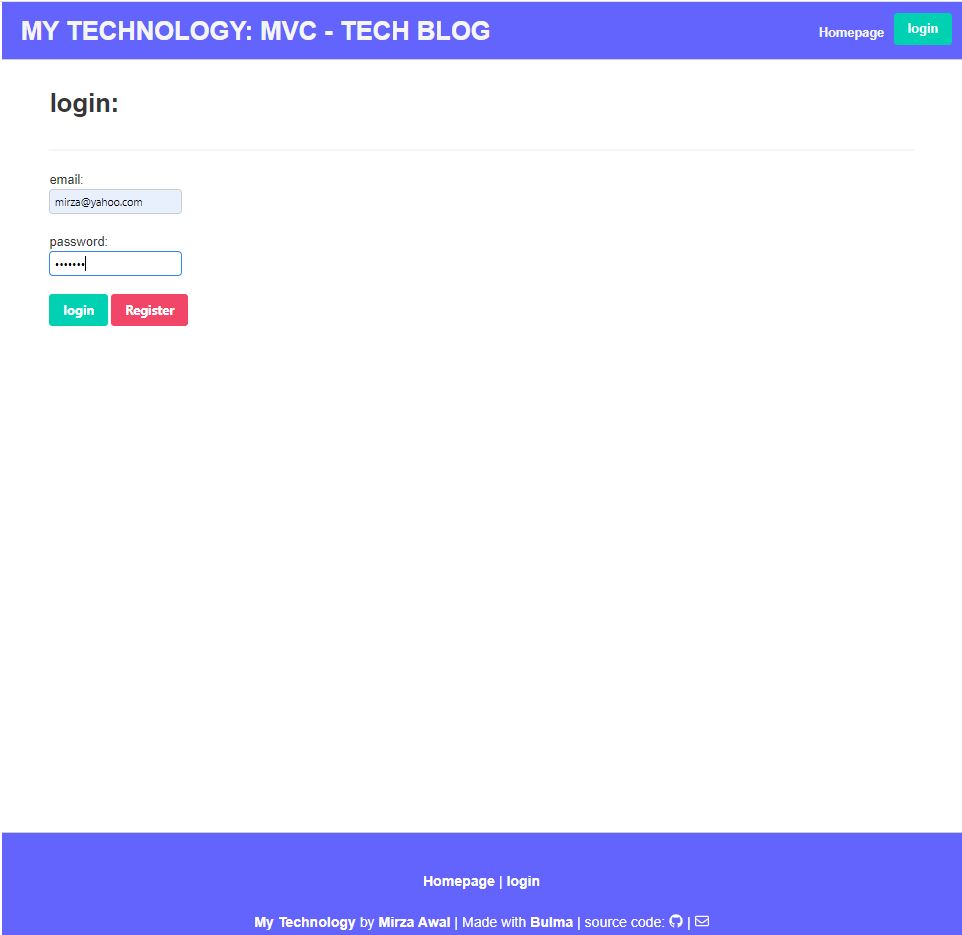 MY TECHNOLOGY: MVC - TECH BLOG
Homepage login
login:
email:
mirza@yahoo.com
password:
•••••••
login Register
Homepage | login
My Technology by Mirza Awal | Made with Bulma | source code: |